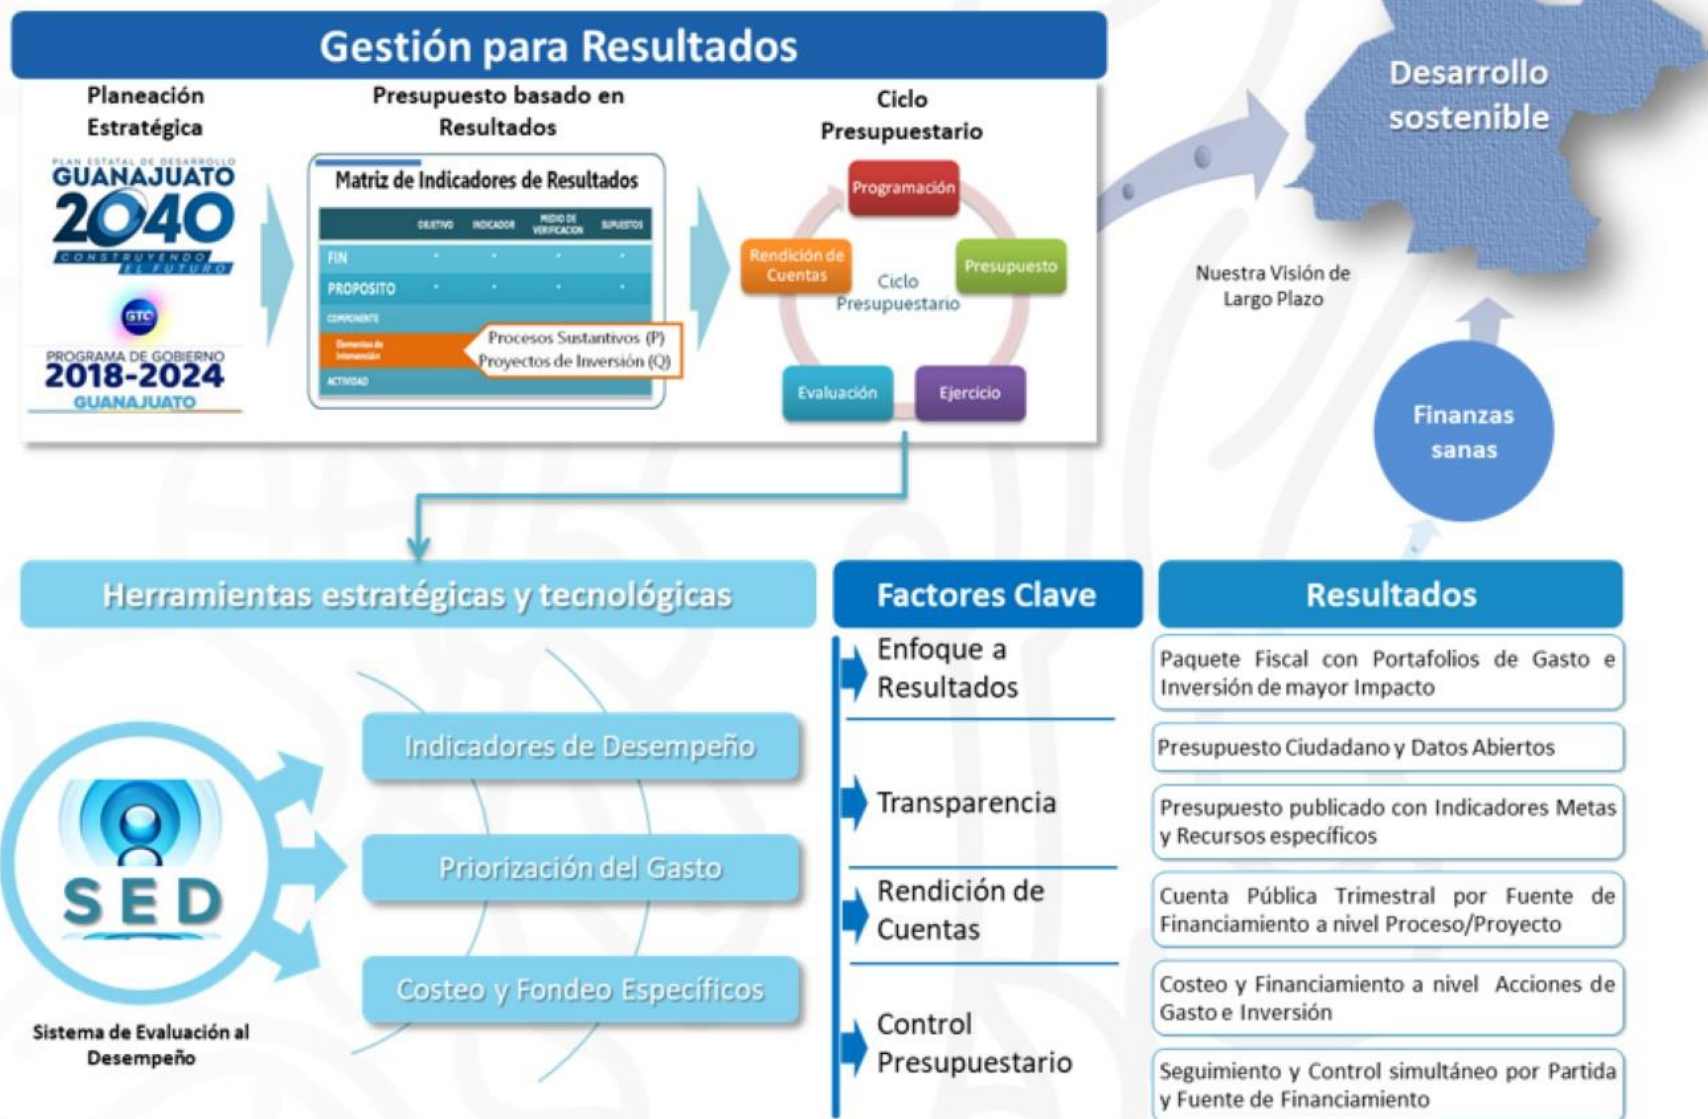 Gestión para Resultados
Planeación
Estratégica
PLAN ESTATAL DE DESARROLLO
GUANAJUATO
2040
CONSTRUYENDO
EL FUTURO
GTO
PROGRAMA DE GOBIERNO
2018-2024
GUANAJUATO
Presupuesto basado en
Resultados
Matriz de Indicadores de Resultados
OBJETIVO INDICADOR MEDIO DE VERIFICACION SUPUESTOS
FIN
PROPOSITO
COMPONENTE
Elementos de
Intervención
Procesos Sustantivos (P)
Proyectos de Inversión (Q)
ACTIVIDAD
Ciclo
Presupuestario
Programación
Presupuesto
Ejercicio
Evaluación
Rendición de
Cuentas
Ciclo
Presupuestario
Desarrollo
sostenible
Nuestra Visión de
Largo Plazo
Finanzas
sanas
Herramientas estratégicas y tecnológicas
SED
Sistema de Evaluación al
Desempeño
Indicadores de Desempeño
Priorización del Gasto
Costeo y Fondeo Específicos
Factores Clave
Enfoque a
Resultados
Transparencia
Rendición de
Cuentas
Control
Presupuestario
Resultados
Paquete Fiscal con Portafolios de Gasto e
Inversión de mayor Impacto
Presupuesto Ciudadano y Datos Abiertos
Presupuesto publicado con Indicadores Metas
y Recursos específicos
Cuenta Pública Trimestral por Fuente de
Financiamiento a nivel Proceso/Proyecto
Costeo y Financiamiento a nivel Acciones de
Gasto e Inversión
Seguimiento y Control simultáneo por Partida
y Fuente de Financiamiento